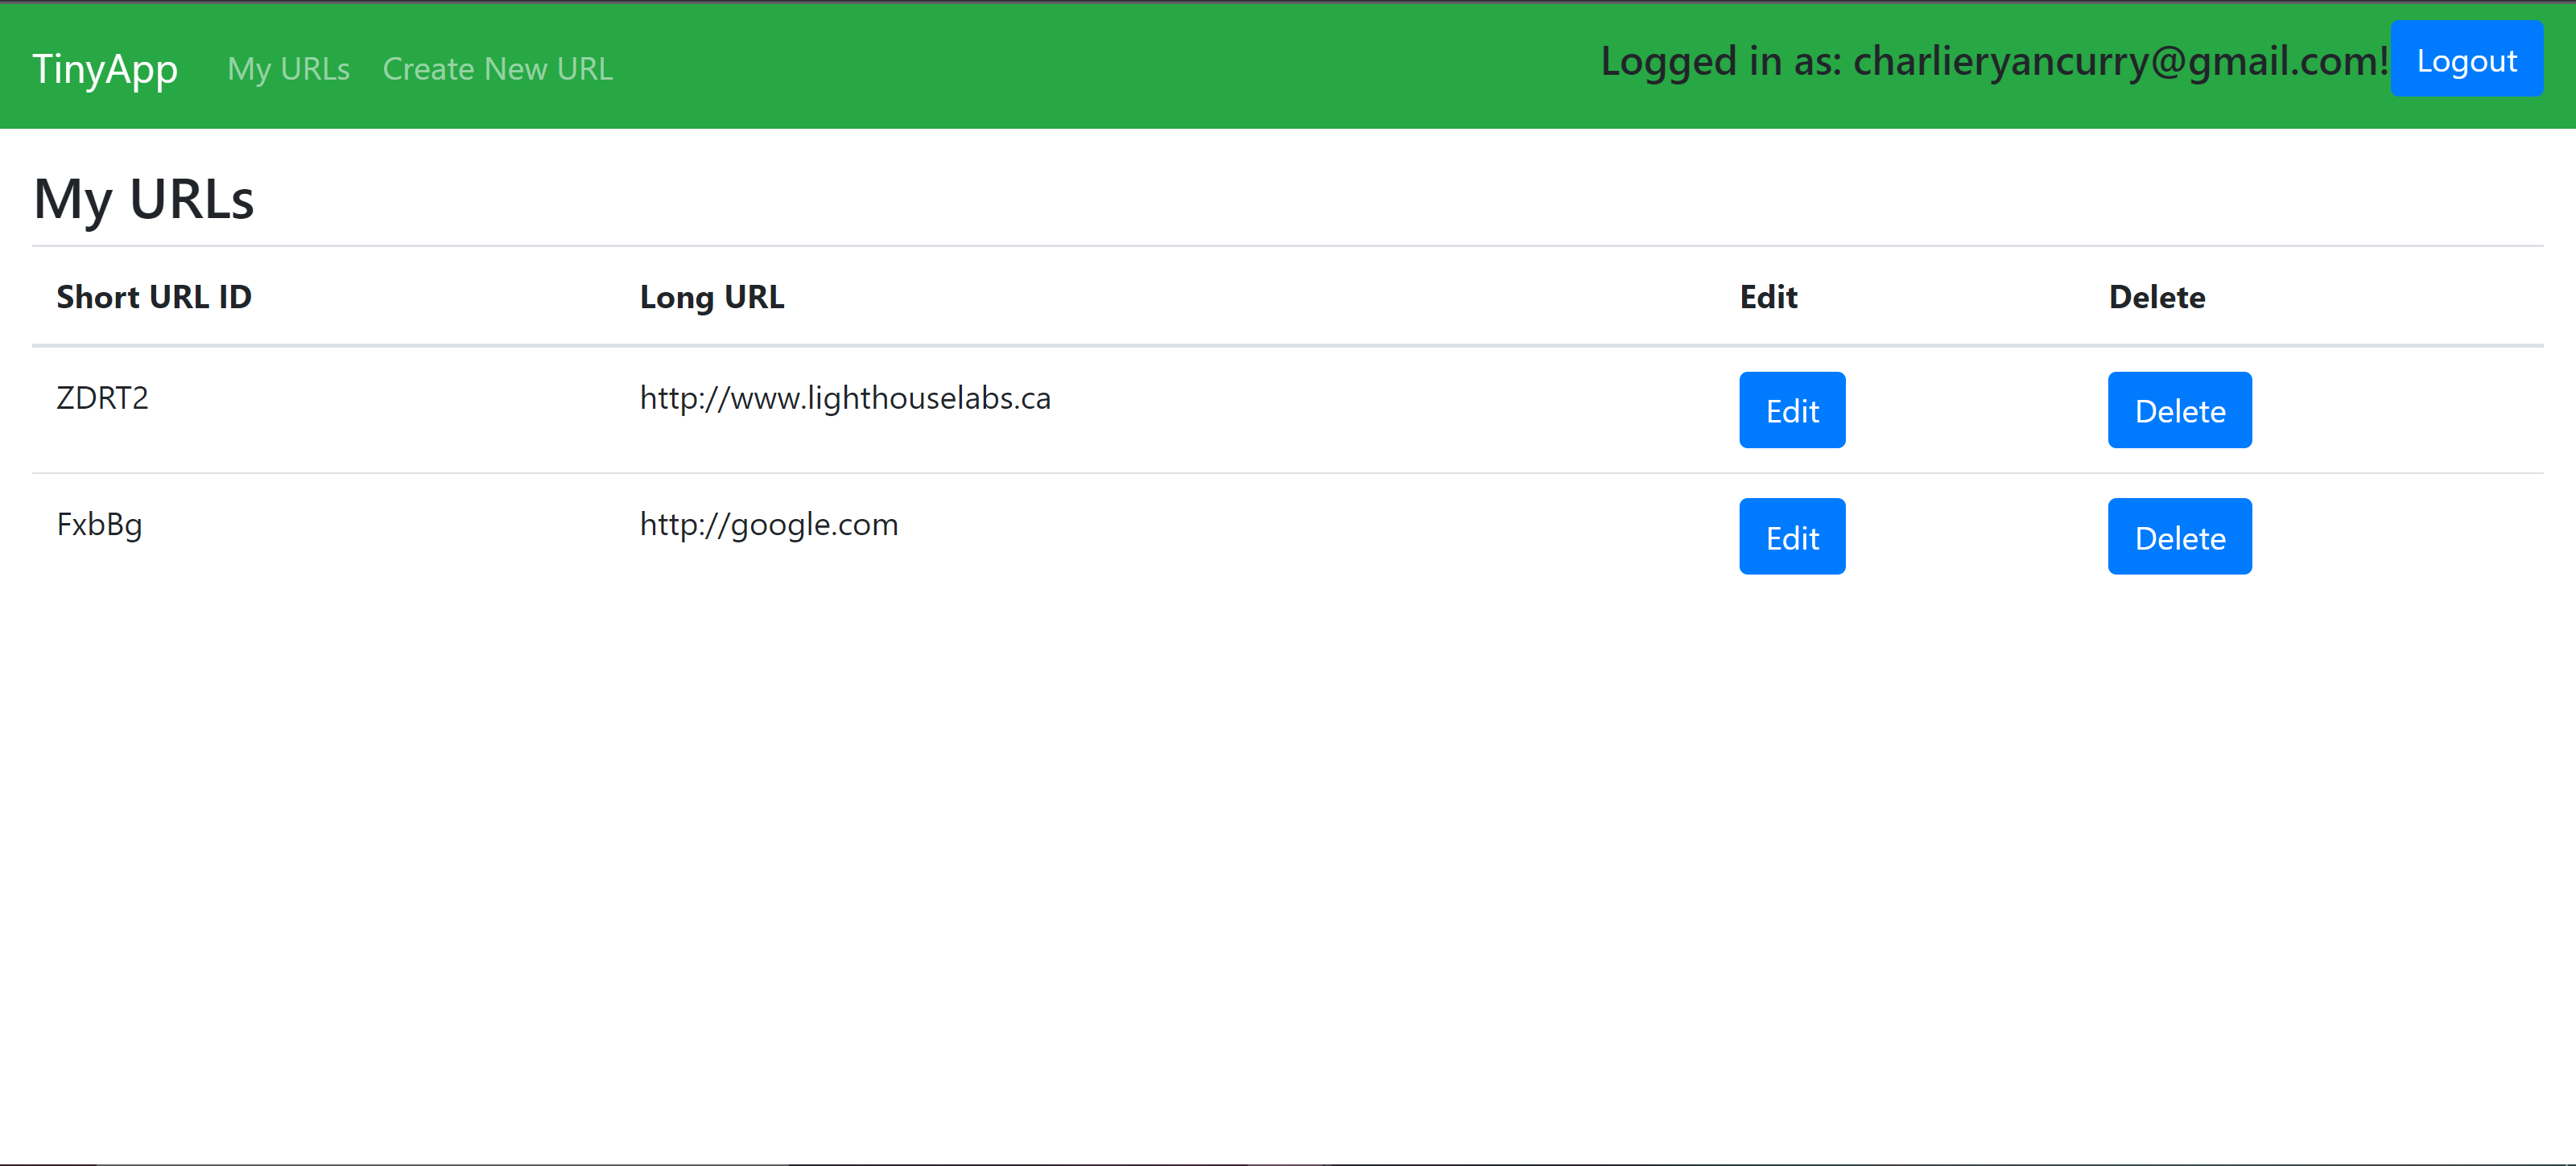 TinyApp My URLs Create New URL Logged in as: charlieryancurry@gmail.com! Logout
My URLs
Short URL ID Long URL Edit Delete
ZDRT2 http://www.lighthouselabs.ca Edit Delete
FxbBg http://google.com Edit Delete